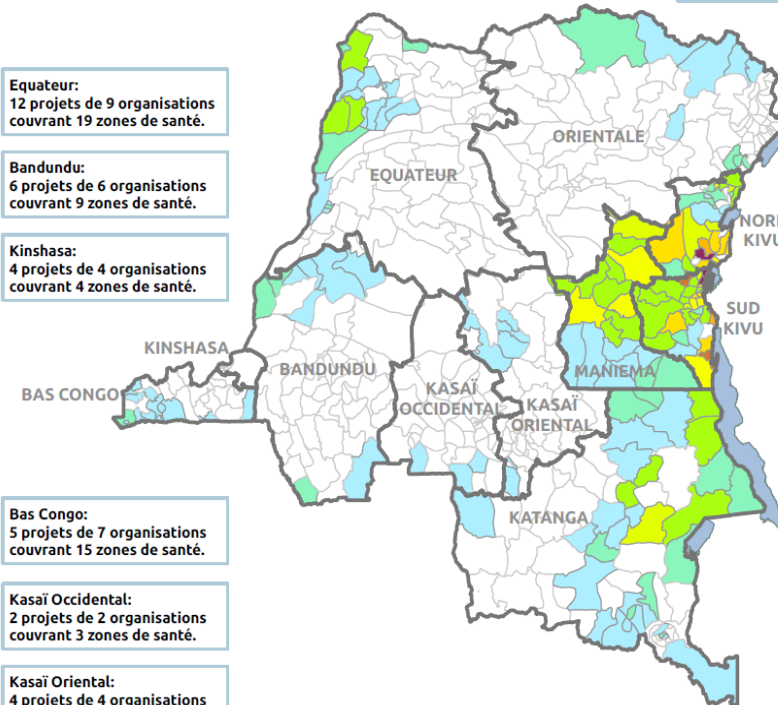 Equateur:
12 projets de 9 organisations
couvrant 19 zones de santé.
Bandundu:
6 projets de 6 organisations
couvrant 9 zones de santé.
Kinshasa:
4 projets de 4 organisations
couvrant 4 zones de santé.
ORIENTALE
EQUATEUR
NORD
KIVU
SUD
KIVU
KINSHASA
BANDUNDU
MANIEMA
BAS CONGO
KASAÏ
OCCIDENTAL
KASAÏ
ORIENTAL
KATANGA
Bas Congo:
5 projets de 7 organisations
couvrant 15 zones de santé.
Kasaï Occidental:
2 projets de 2 organisations
couvrant 3 zones de santé.
Kasaï Oriental:
4 projets de 4 organisations